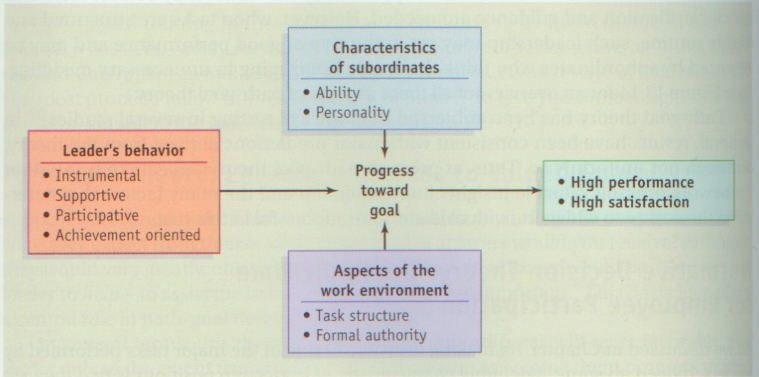 Characteristics
of subordinates
• Ability
• Personality
Leader's behavior
• Instrumental
• Supportive
• Participative
• Achievement oriented
Progress
toward
goal
• High performance
• High satisfaction
Aspects of the
work environment
• Task structure
• Formal authority